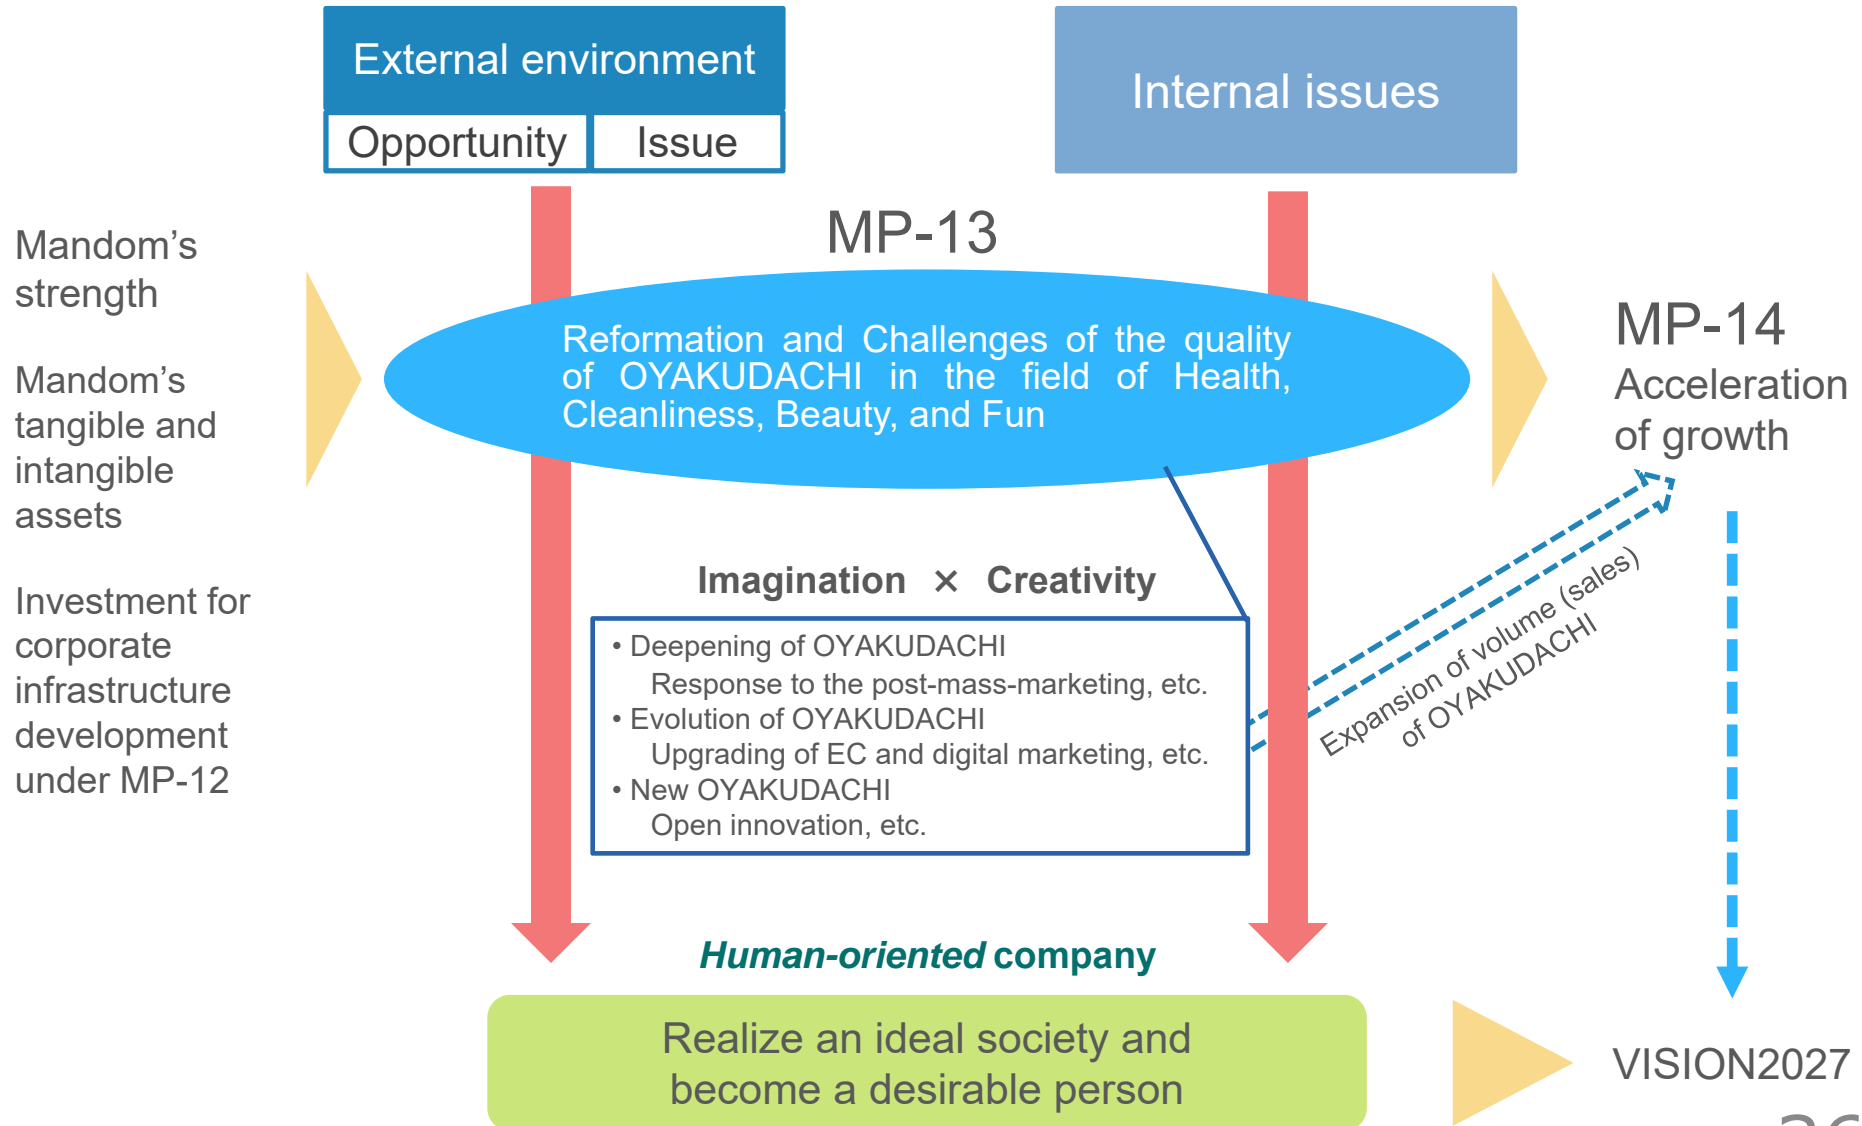 External environment
Opportunity
Issue
Internal issues
Mandom’s
strength
Mandom’s
tangible and
intangible
assets
Investment for
corporate
infrastructure
development
under MP-12
MP-13
Reformation and Challenges of the quality
of OYAKUDACHI in the field of Health,
Cleanliness, Beauty, and Fun
Imagination × Creativity
• Deepening of OYAKUDACHI
Response to the post-mass-marketing, etc.
• Evolution of OYAKUDACHI
Upgrading of EC and digital marketing, etc.
• New OYAKUDACHI
Open innovation, etc.
Expansion of volume (sales)
of OYAKUDACHI
MP-14
Acceleration
of growth
Human-oriented company
Realize an ideal society and
become a desirable person
VISION2027